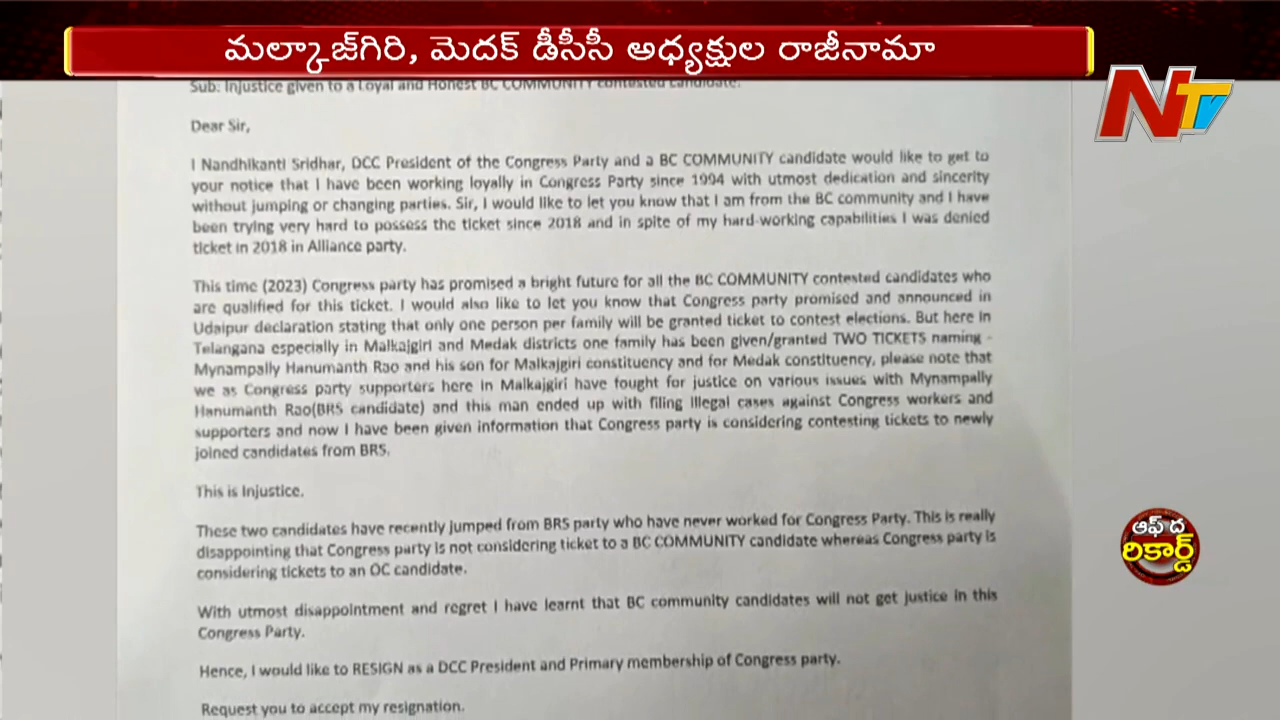 మల్కాజ్‌గిరి, మెదక్ డీసీసీ అధ్యక్షుల రాజీనామా
NTV
Sub: Injustice given to a Loyal and Honest BC COMMUNITY contested candidate.
Dear Sir,
I Nandhikanti Sridhar, DCC President of the Congress Party and a BC COMMUNITY candidate would like to get to
your notice that I have been working loyally in Congress Party since 1994 with utmost dedication and sincerity
without jumping or changing parties. Sir, I would like to let you know that I am from the BC community and I have
been trying very hard to possess the ticket since 2018 and in spite of my hard-working capabilities I was denied
ticket in 2018 in Alliance party.
This time (2023) Congress party has promised a bright future for all the BC COMMUNITY contested candidates who
are qualified for this ticket. I would also like to let you know that Congress party promised and announced in
Udaipur declaration stating that only one person per family will be granted ticket to contest elections. But here in
Telangana especially in Malkajgiri and Medak districts one family has been given/granted TWO TICKETS naming -
Mynampally Hanumanth Rao and his son for Malkajgiri constituency and for Medak constituency, please note that
we as Congress party supporters here in Malkajgiri have fought for justice on various issues with Mynampally
Hanumanth Rao(BRS candidate) and this man ended up with filing illegal cases against Congress workers and
supporters and now I have been given information that Congress party is considering contesting tickets to newly
joined candidates from BRS.
This is Injustice.
These two candidates have recently jumped from BRS party who have never worked for Congress Party. This is really
disappointing that Congress party is not considering ticket to a BC COMMUNITY candidate whereas Congress party is
considering tickets to an OC candidate.
With utmost disappointment and regret I have learnt that BC community candidates will not get justice in this
Congress Party.
Hence, I would like to RESIGN as a DCC President and Primary membership of Congress party.
Request you to accept my resignation.
ఆఫ్ ద
రికార్డ్